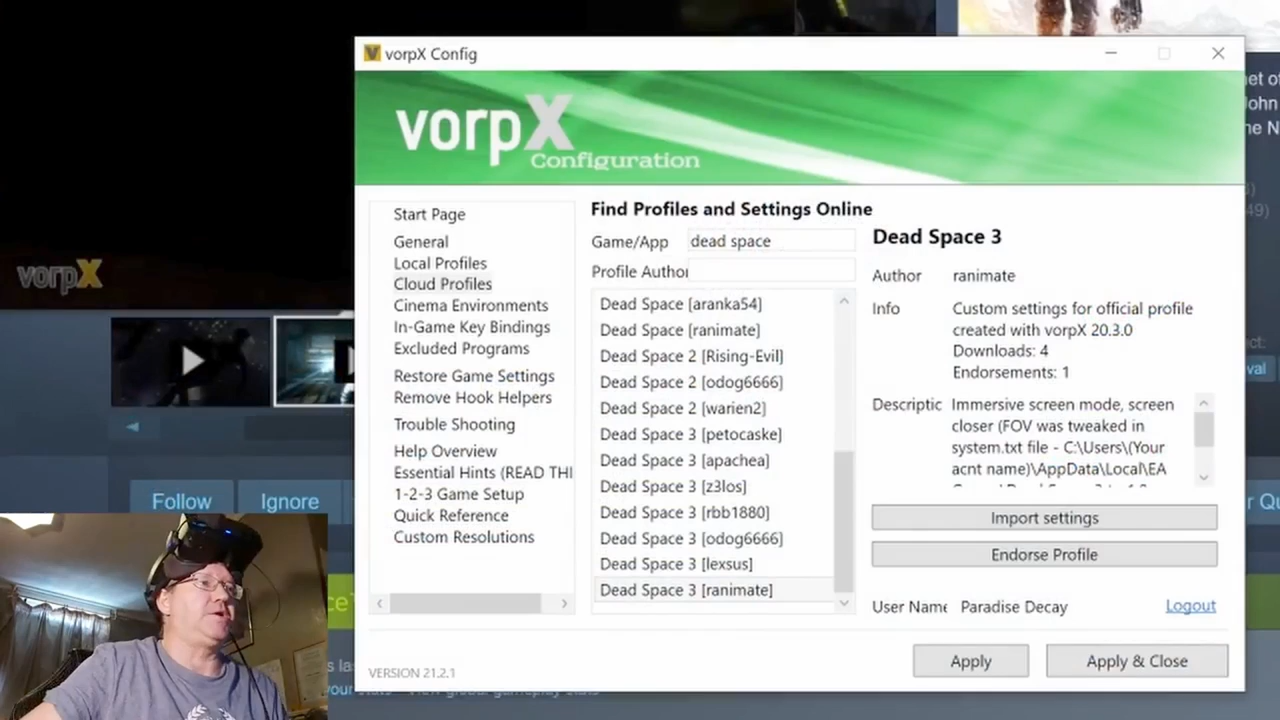 vorpX Config
vorpX
Configuration
Start Page
General
Local Profiles
Cloud Profiles
Cinema Environments
In-Game Key Bindings
Excluded Programs
Restore Game Settings
Remove Hook Helpers
Trouble Shooting
Help Overview
Essential Hints (READ THI
1-2-3 Game Setup
Quick Reference
Custom Resolutions
Find Profiles and Settings Online
Game/App dead space
Profile Author
Dead Space [aranka54]
Dead Space [ranimate]
Dead Space 2 [Rising-Evil]
Dead Space 2 [odog6666]
Dead Space 2 [warien2]
Dead Space 3 [petocaske]
Dead Space 3 [apachea]
Dead Space 3 [z3los]
Dead Space 3 [rbb1880]
Dead Space 3 [odog6666]
Dead Space 3 [lexsus]
Dead Space 3 [ranimate]
Dead Space 3
Author ranimate
Info Custom settings for official profile
created with vorpX 20.3.0
Downloads: 4
Endorsements: 1
Descriptic Immersive screen mode, screen
closer (FOV was tweaked in
system.txt file - C:\Users\(Your
acnt name)\AppData\Local\EA
Import settings
Endorse Profile
User Name Paradise Decay Logout
VERSION 21.2.1
Apply
Apply & Close
vorpX
Follow
Ignore